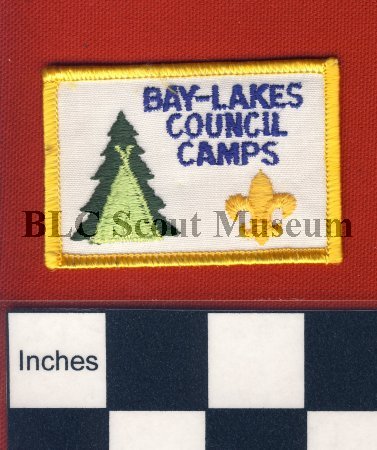 BAY-LAKES
COUNCIL
CAMPS
BLC Scout Museum
Inches